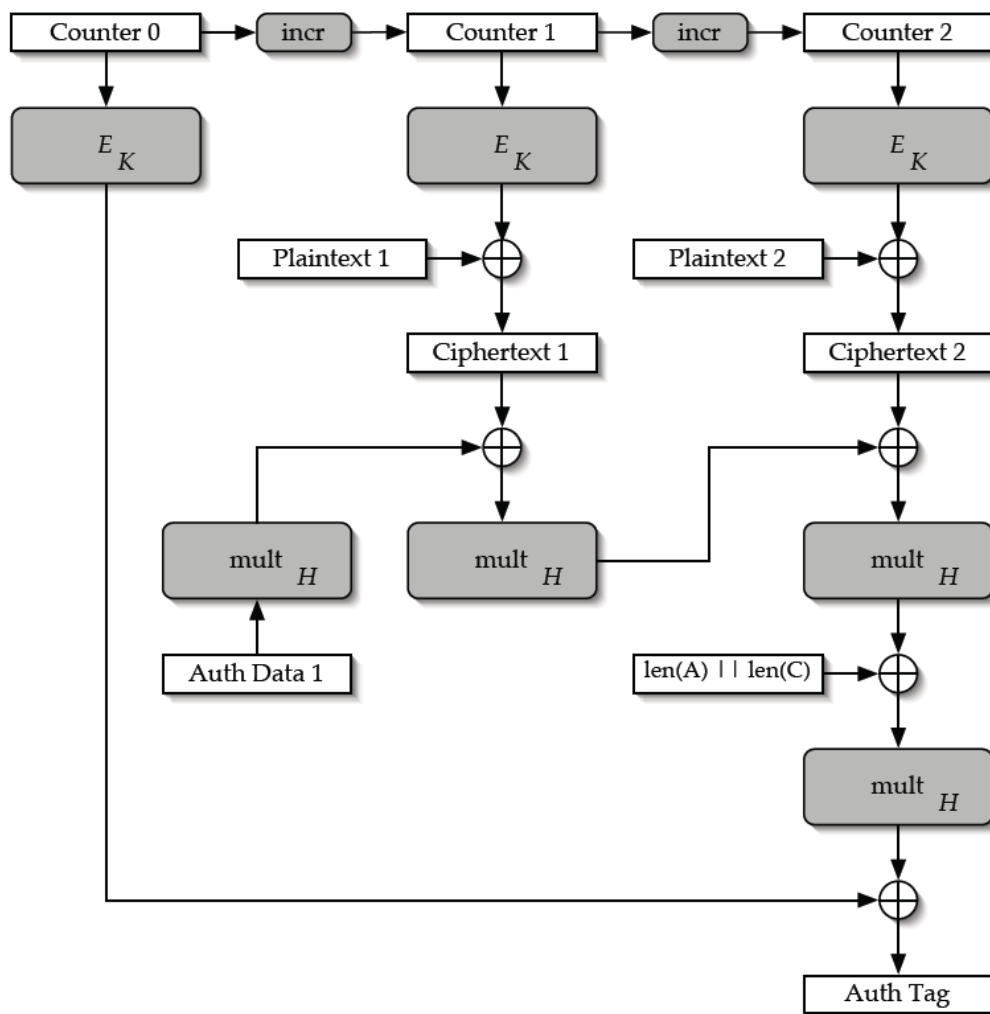 Counter 0
incr
Counter 1
incr
Counter 2
E K
E K
E K
Plaintext 1
Plaintext 2
Ciphertext 1
Ciphertext 2
mult H
mult H
mult H
Auth Data 1
len(A) || len(C)
mult H
Auth Tag